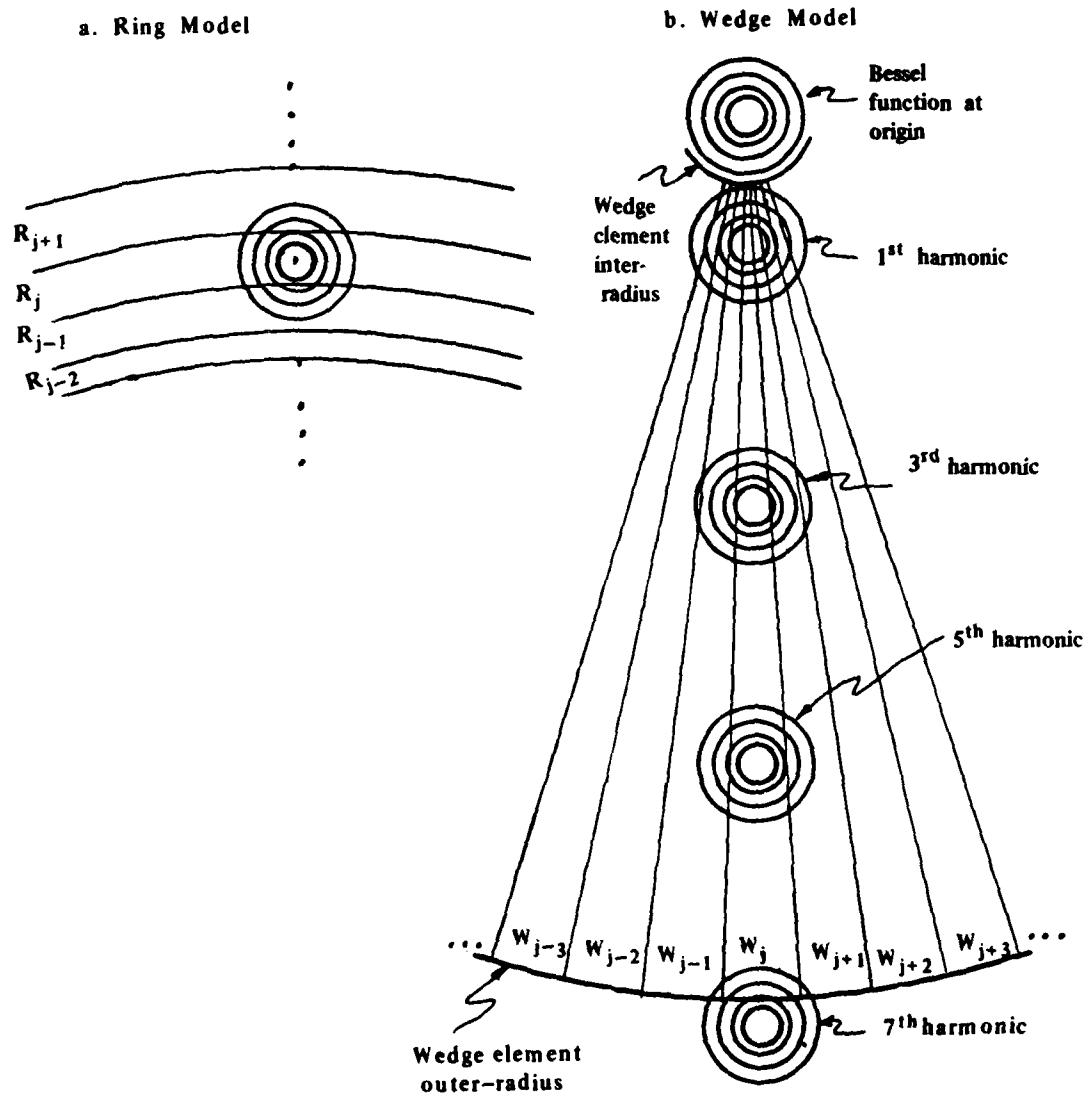 a. Ring Model
R_{j+1}
R_j
R_{j-1}
R_{j-2}
b. Wedge Model
Bessel
function at
origin
Wedge
clement
inter-
radius
1st harmonic
3rd harmonic
5th harmonic
... W_{j-3} W_{j-2} W_{j-1} W_j W_{j+1} W_{j+2} W_{j+3} ...
7th harmonic
Wedge element
outer-radius